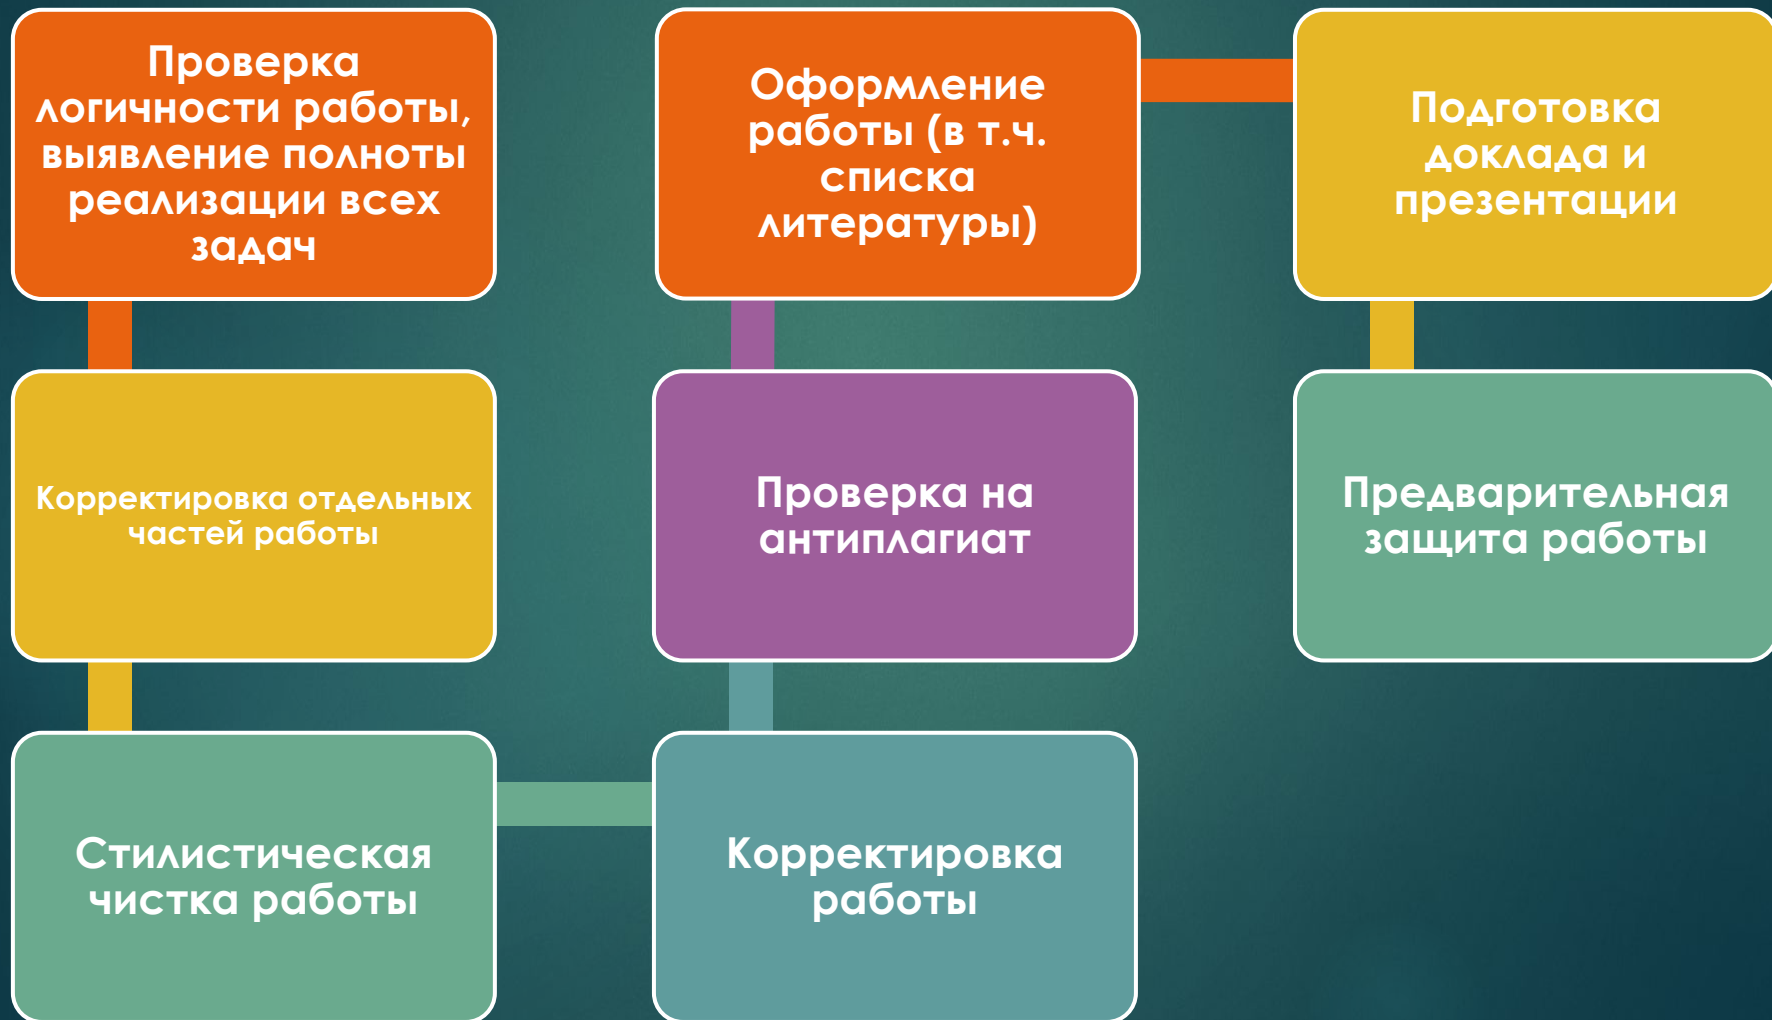 Проверка
логичности работы,
выявление полноты
реализации всех
задач
Корректировка отдельных
частей работы
Стилистическая
чистка работы
Корректировка
работы
Проверка на
антиплагиат
Оформление
работы (в т.ч.
списка
литературы)
Подготовка
доклада и
презентации
Предварительная
защита работы